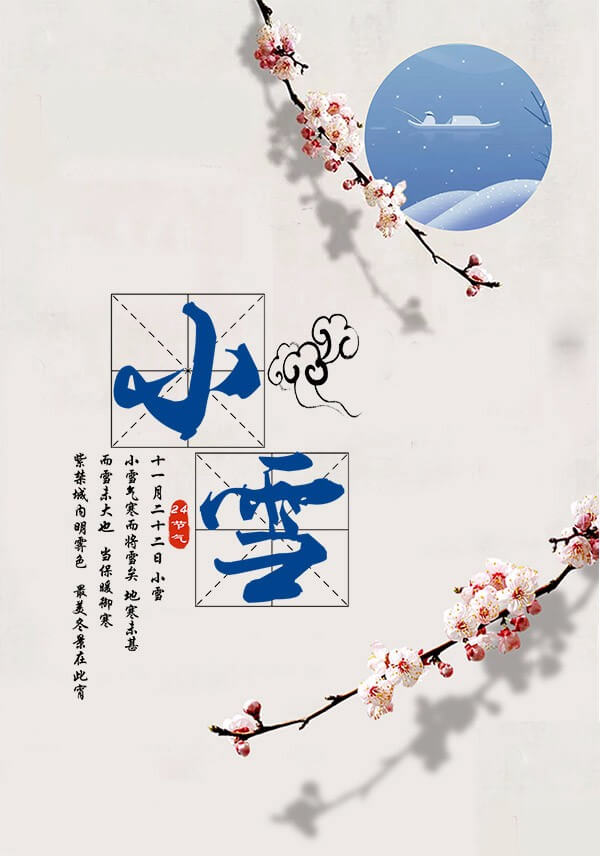 小
雪
24节气
十一月二十二日 小雪
小雪气寒而将雪矣 地寒未甚
而雪未大也 当保暖御寒
紫禁城内明霁色 最美冬景在此宵